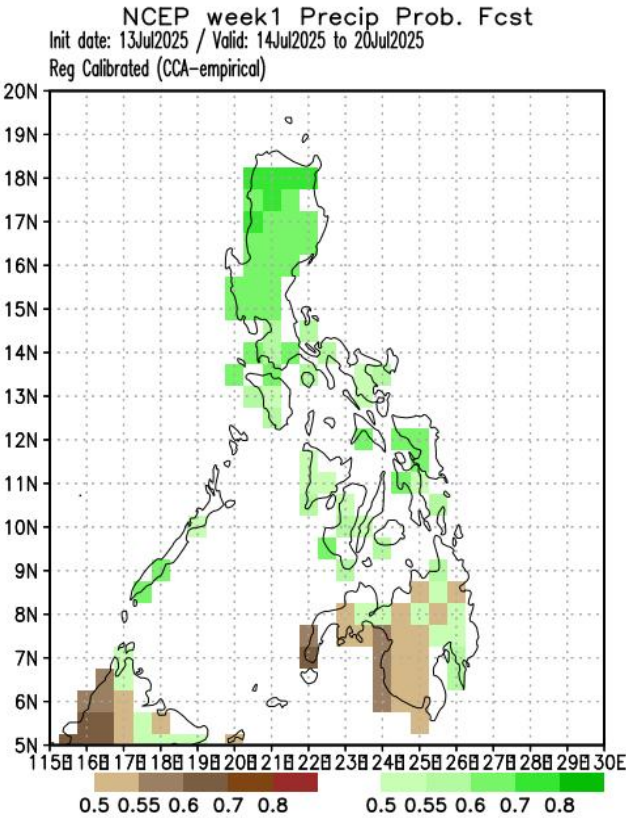 NCEP week1 Precip Prob. Fcst
Init date: 13Jul2025 / Valid: 14Jul2025 to 20Jul2025
Reg Calibrated (CCA-empirical)
20N
19N
18N
17N
16N
15N
14N
13N
12N
11N
10N
9N
8N
7N
6N
5N
115E 116E 117E 118E 119E 120E 121E 122E 123E 124E 125E 126E 127E 128E 129E 130E
0.5 0.55 0.6 0.7 0.8 0.5 0.55 0.6 0.7 0.8